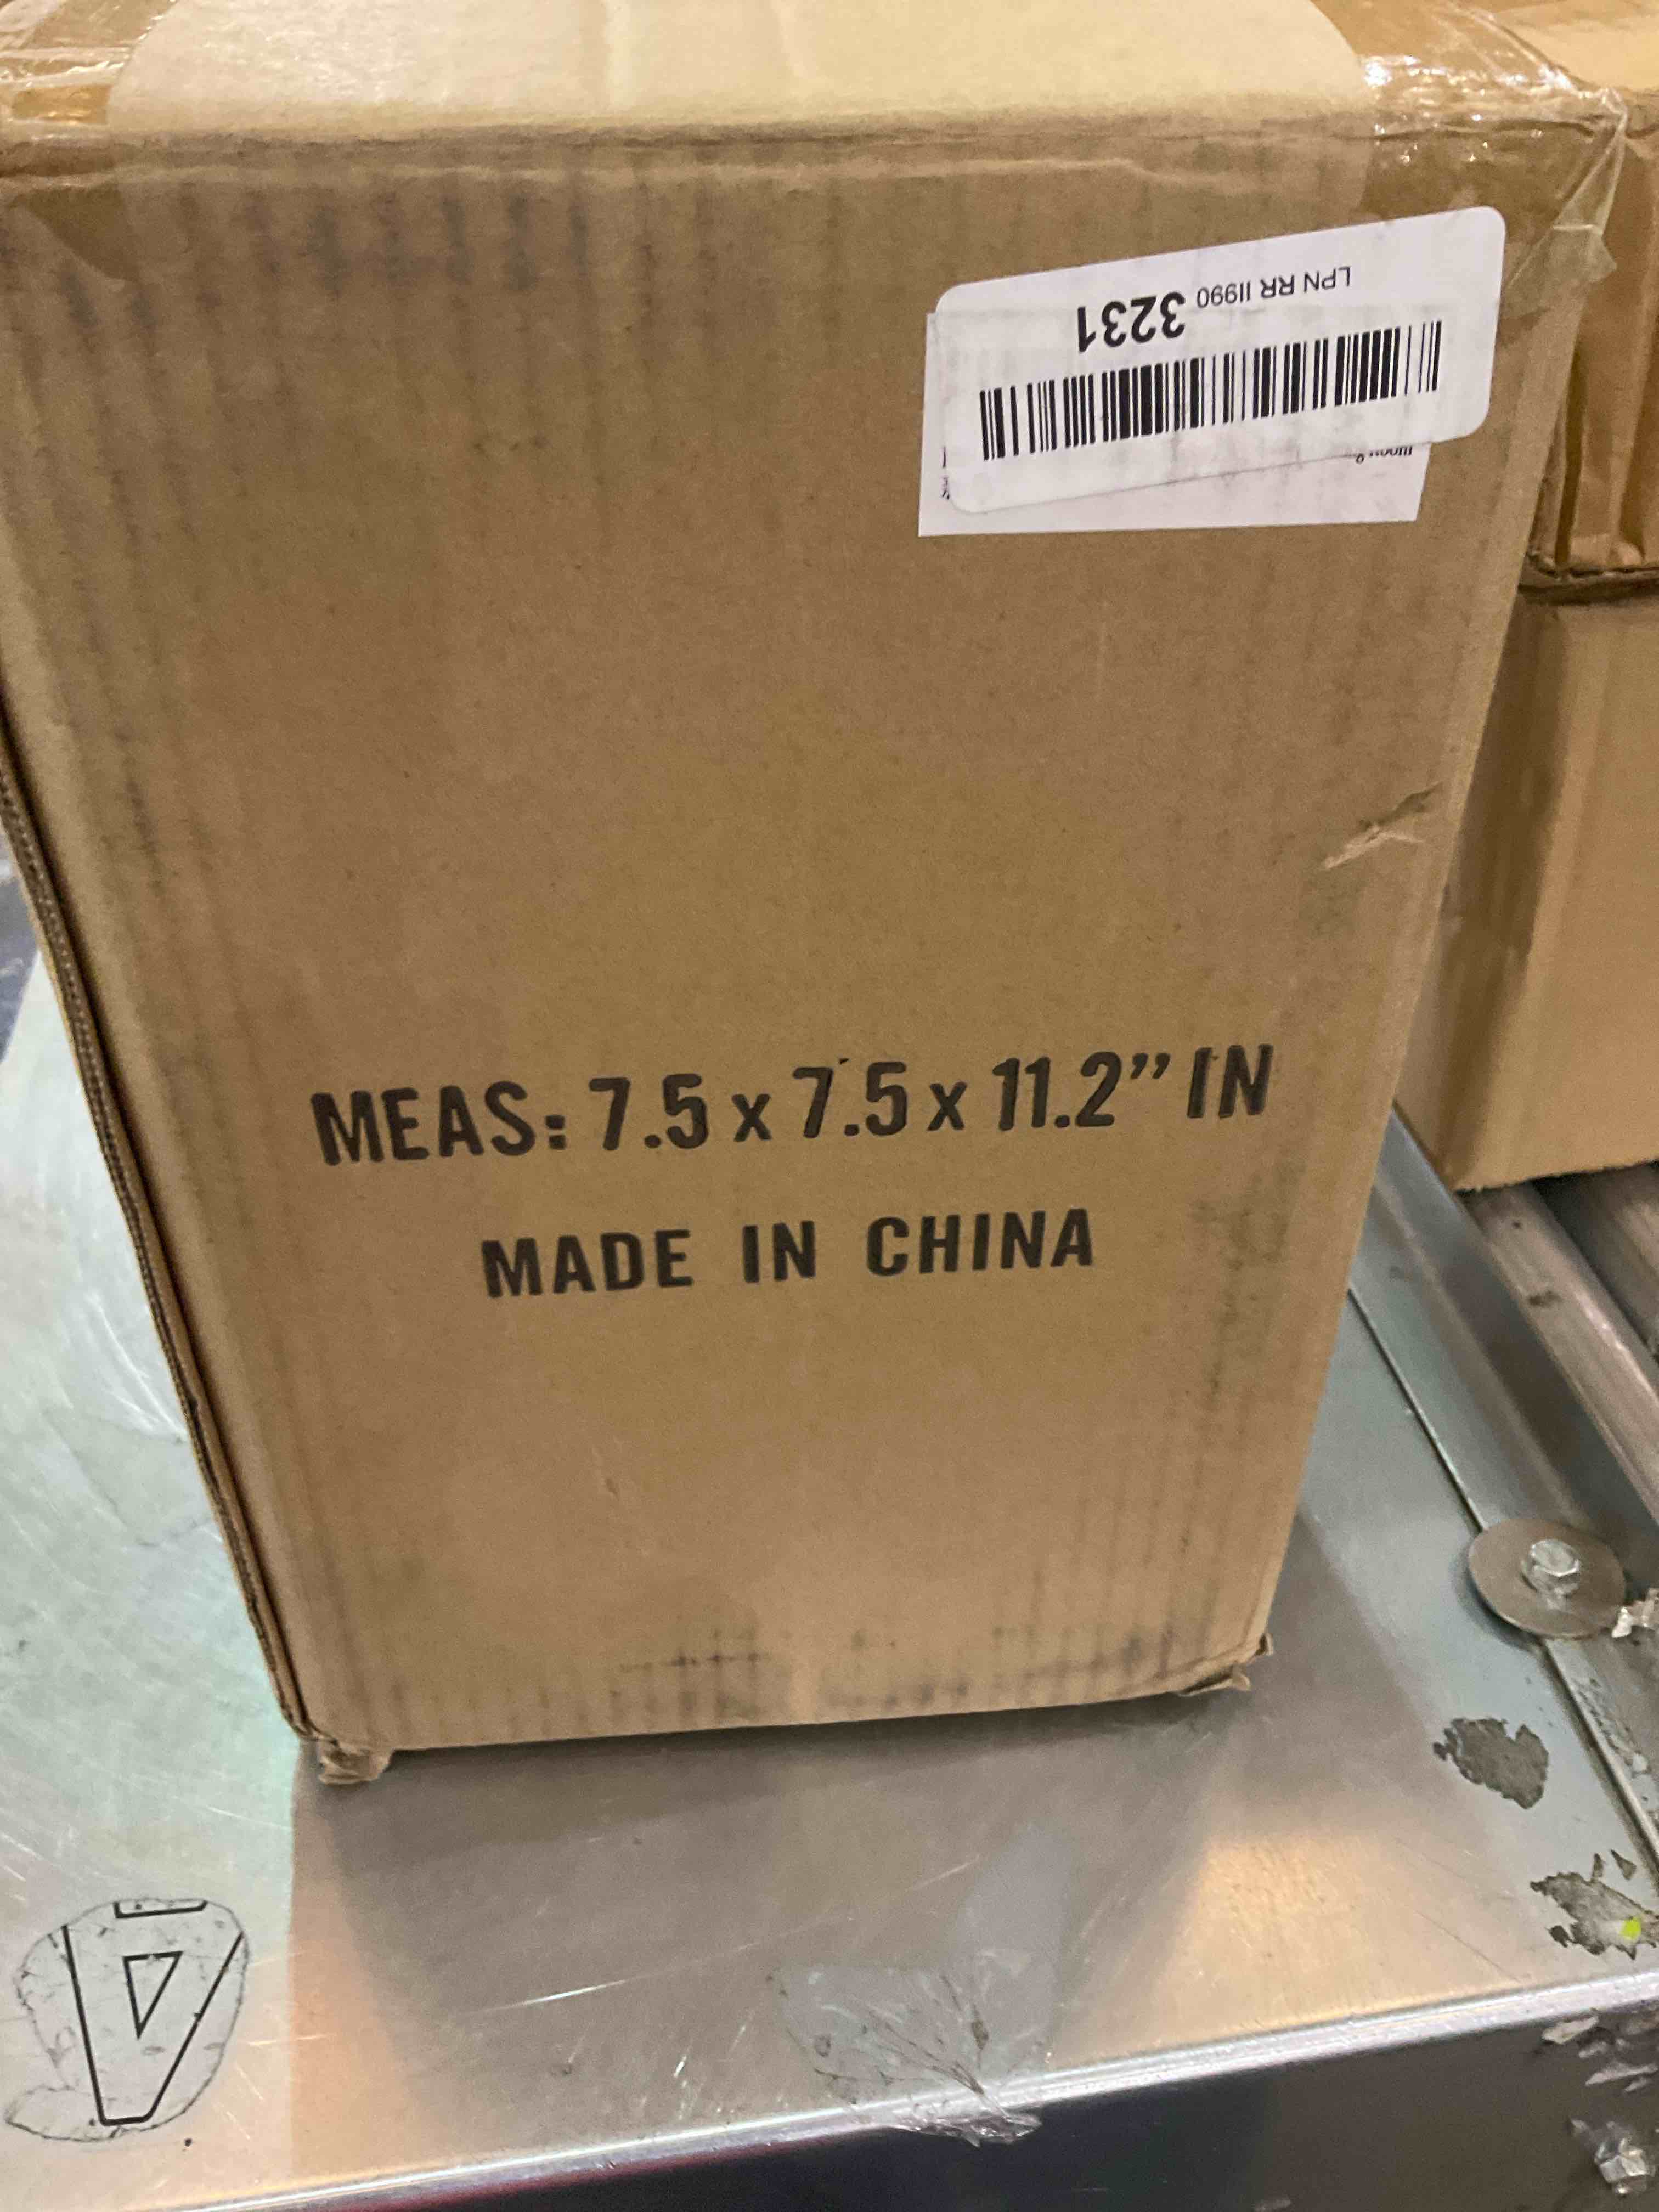 LPN RR II990 3231
MEAS: 7.5 x 7.5 x 11.2” IN
MADE IN CHINA